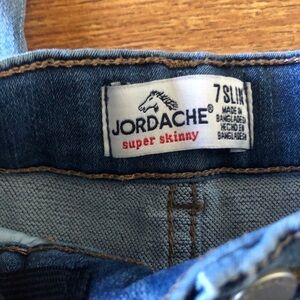 JORDACHE®
super skinny
7 SLIM
MADE IN
BANGLADESH
HECHO EN
BANGLADESH